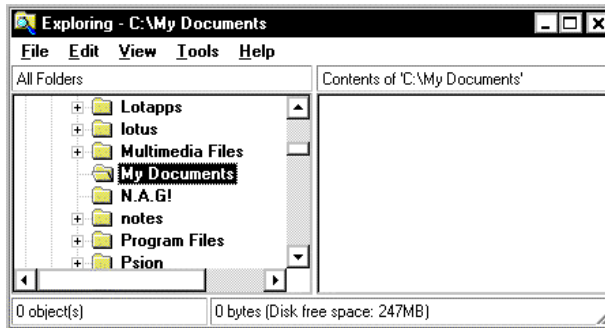 Exploring - C:\My Documents
File Edit View Tools Help
All Folders Contents of 'C:\My Documents'
Lotapps
lotus
Multimedia Files
My Documents
N.A.G!
notes
Program Files
Psion
0 object(s) 0 bytes (Disk free space: 247MB)